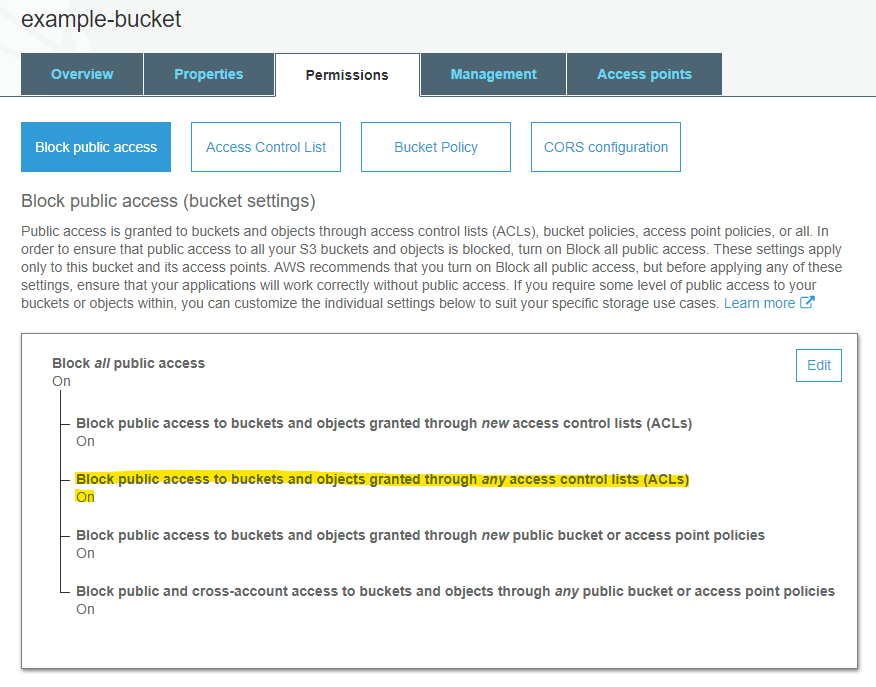 example-bucket
Overview
Properties
Permissions
Management
Access points
Block public access
Access Control List
Bucket Policy
CORS configuration
Block public access (bucket settings)
Public access is granted to buckets and objects through access control lists (ACLs), bucket policies, access point policies, or all. In
order to ensure that public access to all your S3 buckets and objects is blocked, turn on Block all public access. These settings apply
only to this bucket and its access points. AWS recommends that you turn on Block all public access, but before applying any of these
settings, ensure that your applications will work correctly without public access. If you require some level of public access to your
buckets or objects within, you can customize the individual settings below to suit your specific storage use cases. Learn more
Block all public access
On
Edit
Block public access to buckets and objects granted through new access control lists (ACLs)
On
Block public access to buckets and objects granted through any access control lists (ACLs)
On
Block public access to buckets and objects granted through new public bucket or access point policies
On
Block public and cross-account access to buckets and objects through any public bucket or access point policies
On